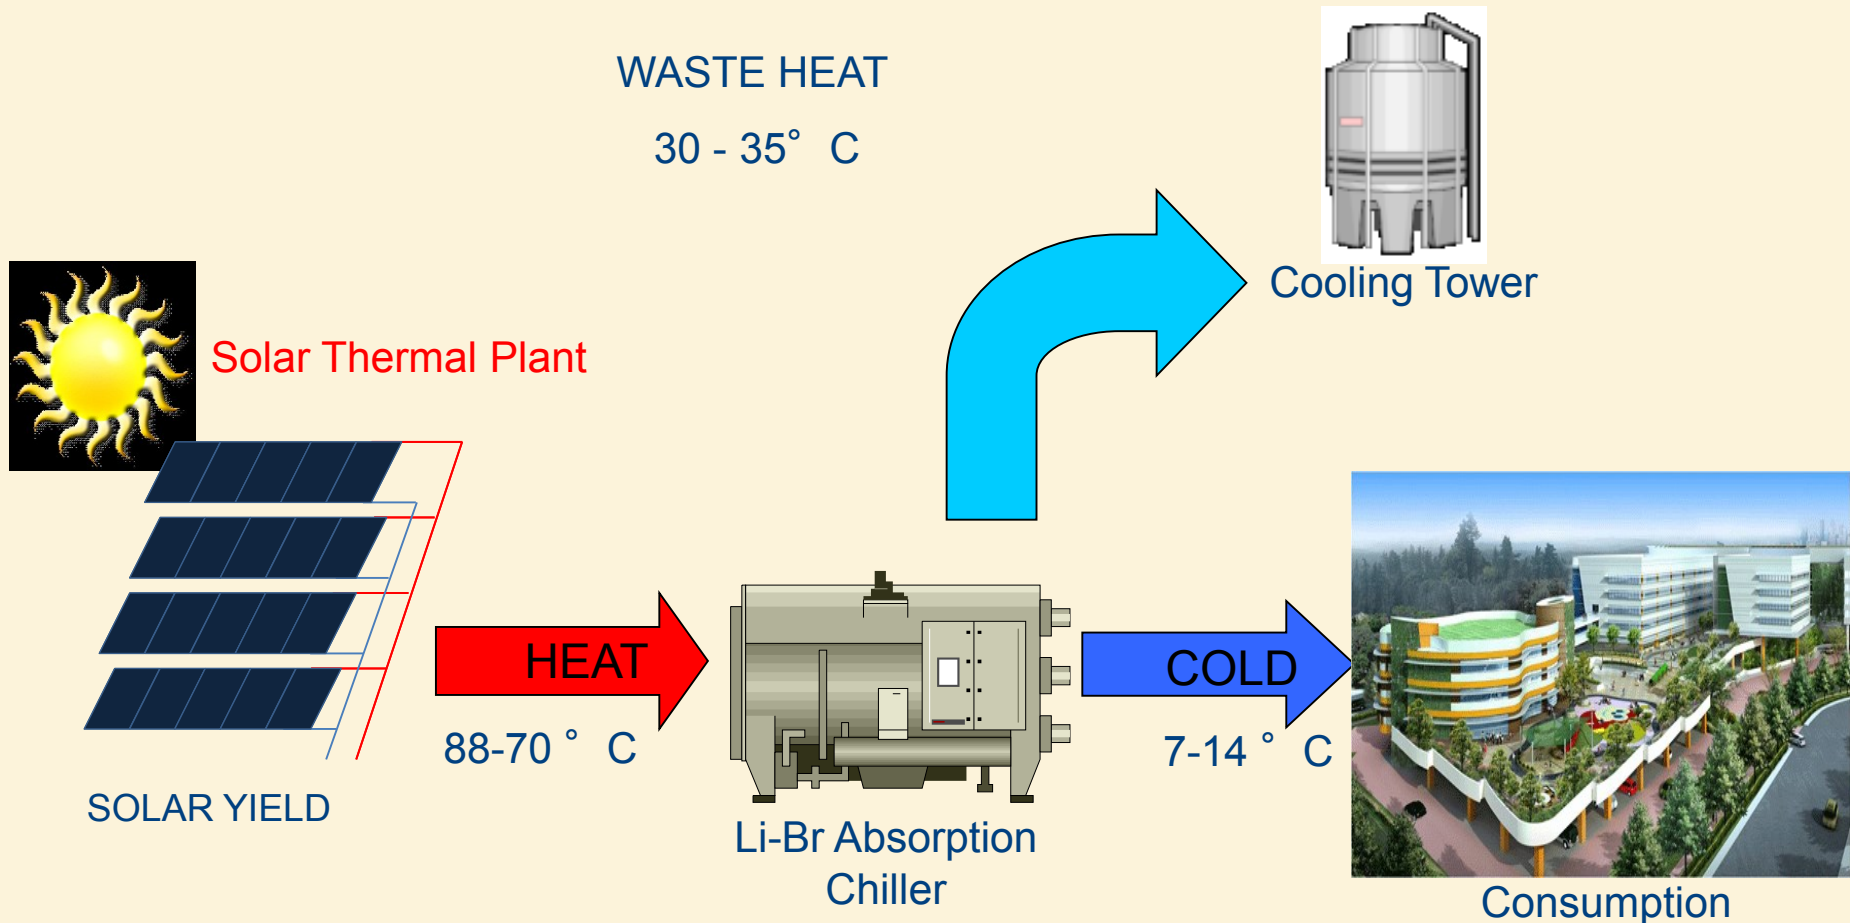 WASTE HEAT
30 - 35° C
Cooling Tower
Solar Thermal Plant
HEAT
COLD
88-70 ° C
7-14 ° C
SOLAR YIELD
Li-Br Absorption
Chiller
Consumption